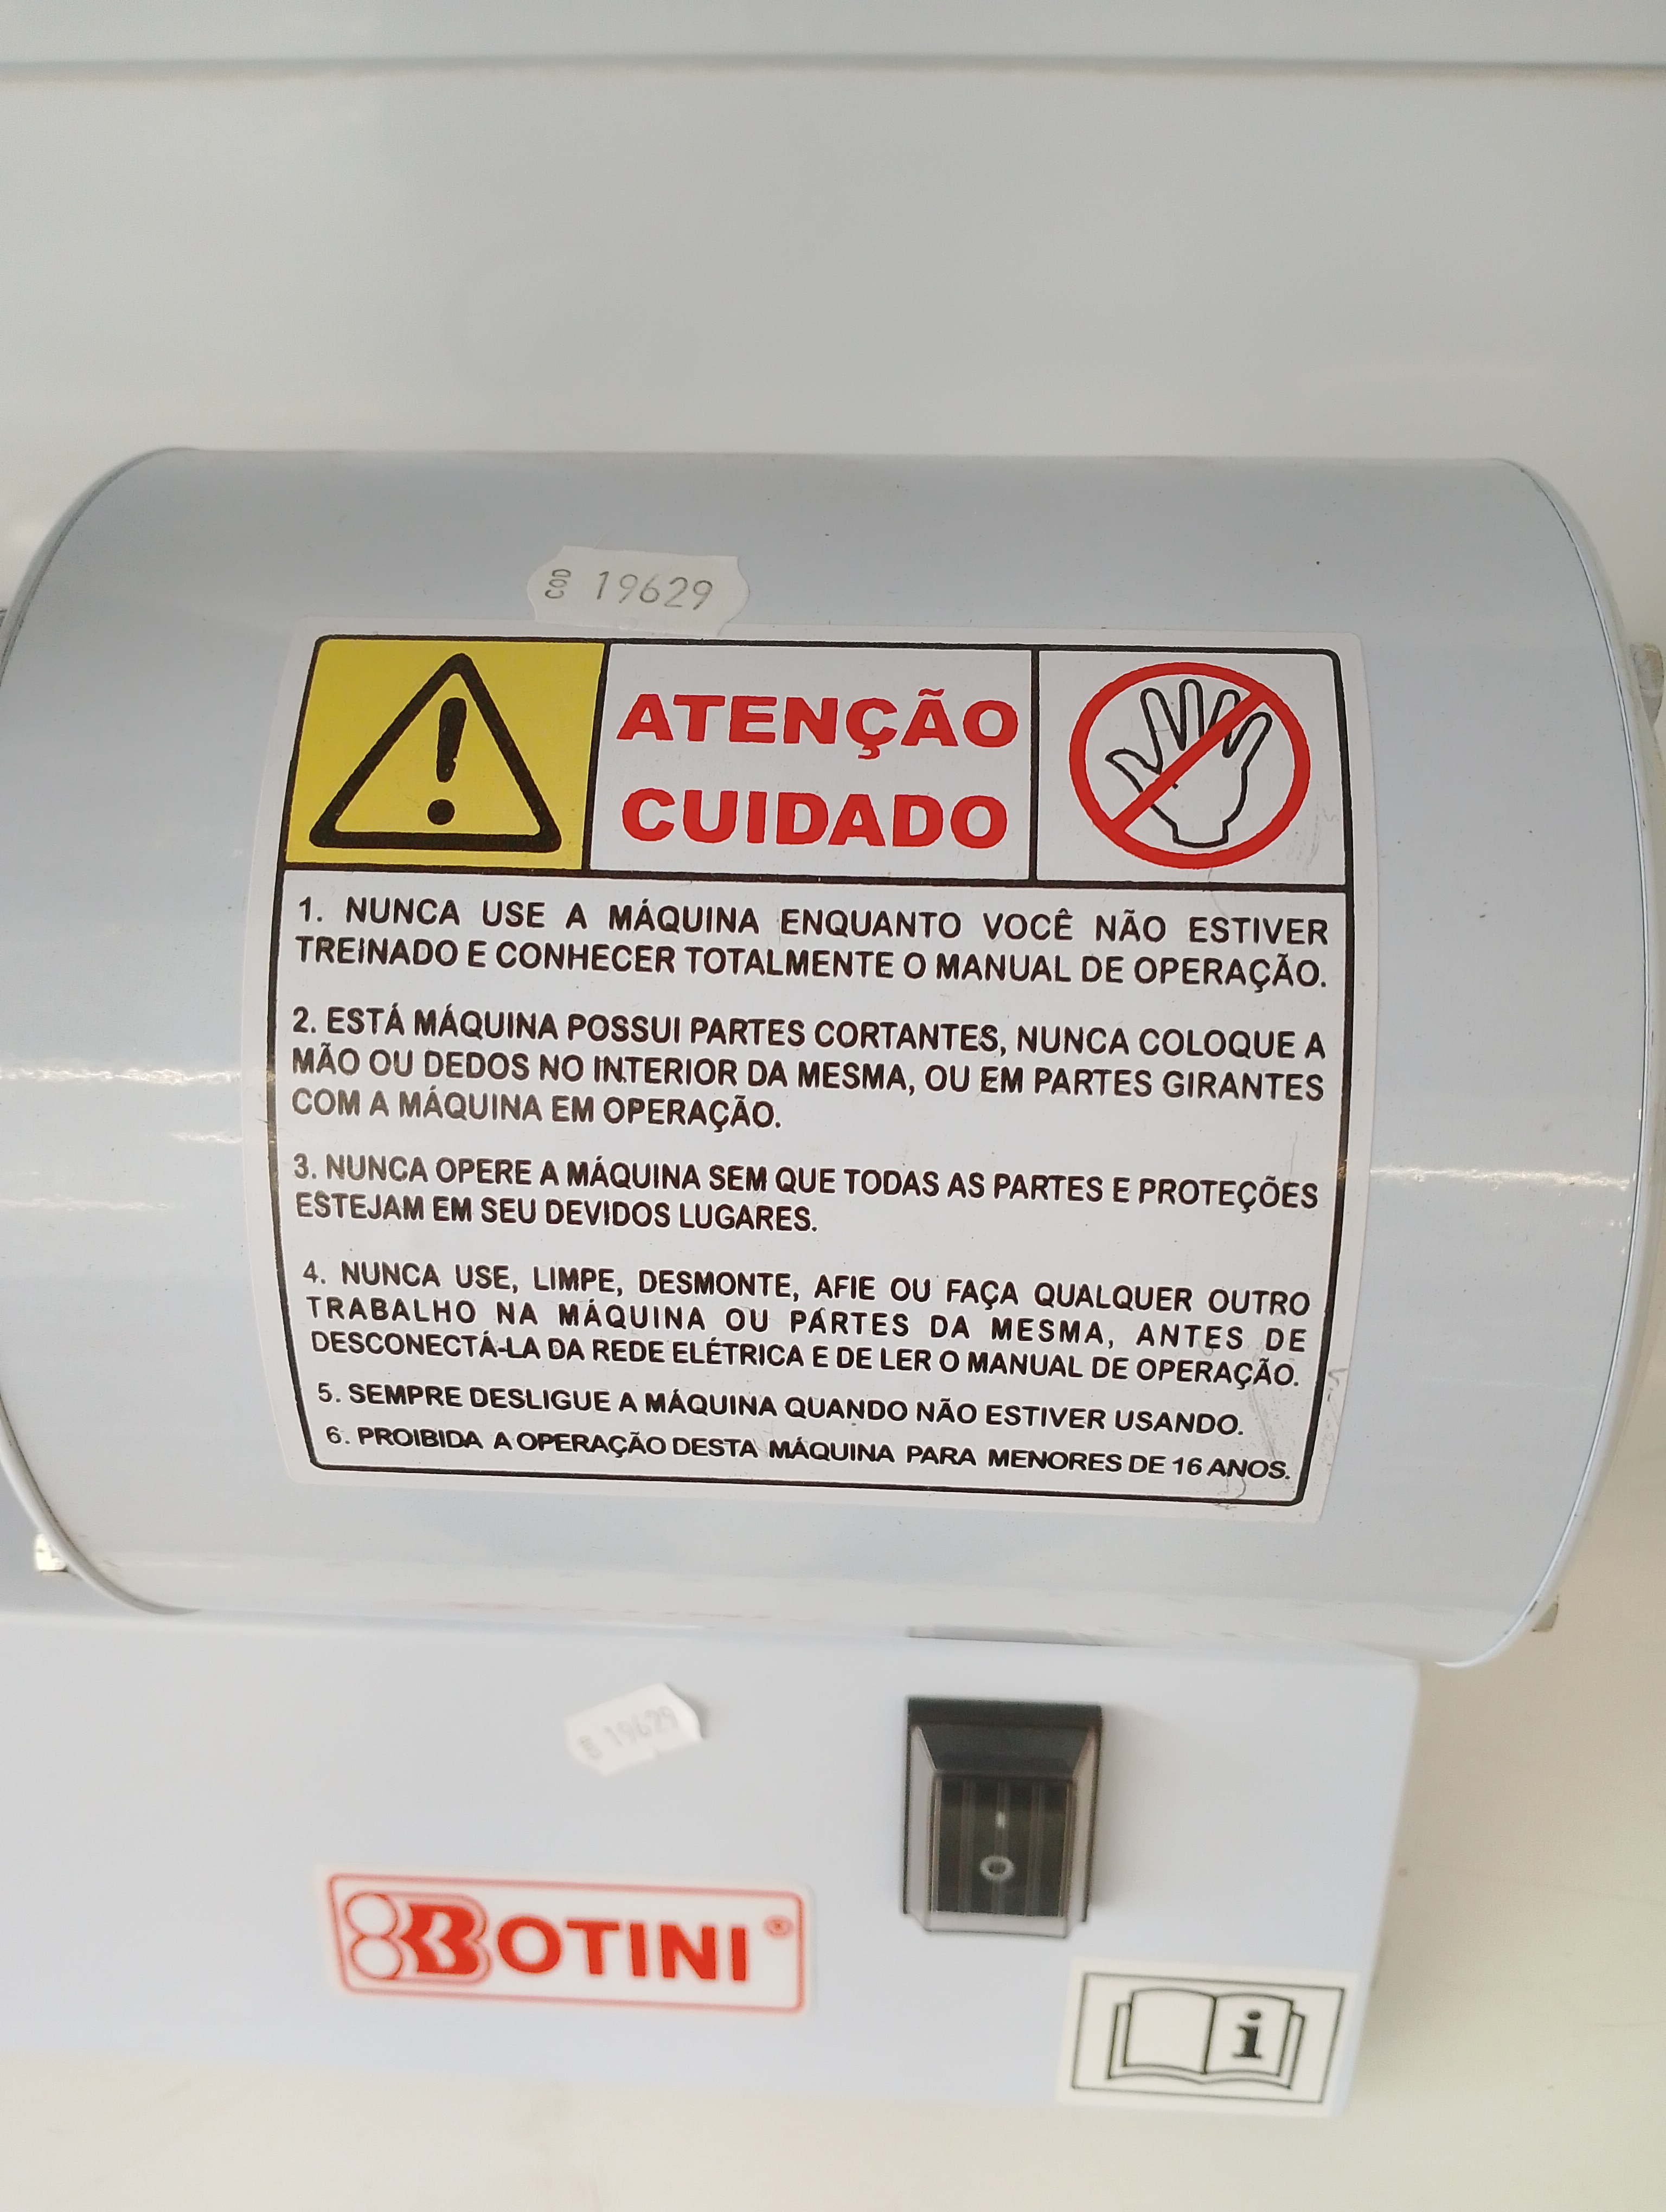 COD 19629
ATENÇÃO
CUIDADO
1. NUNCA USE A MÁQUINA ENQUANTO VOCÊ NÃO ESTIVER
TREINADO E CONHECER TOTALMENTE O MANUAL DE OPERAÇÃO.
2. ESTÁ MÁQUINA POSSUI PARTES CORTANTES, NUNCA COLOQUE A
MÃO OU DEDOS NO INTERIOR DA MESMA, OU EM PARTES GIRANTES
COM A MÁQUINA EM OPERAÇÃO.
3. NUNCA OPERE A MÁQUINA SEM QUE TODAS AS PARTES E PROTEÇÕES
ESTEJAM EM SEU DEVIDOS LUGARES.
4. NUNCA USE, LIMPE, DESMONTE, AFIE OU FAÇA QUALQUER OUTRO
TRABALHO NA MÁQUINA OU PARTES DA MESMA, ANTES DE
DESCONECTÁ-LA DA REDE ELÉTRICA E DE LER O MANUAL DE OPERAÇÃO.
5. SEMPRE DESLIGUE A MÁQUINA QUANDO NÃO ESTIVER USANDO.
6. PROIBIDA A OPERAÇÃO DESTA MÁQUINA PARA MENORES DE 16 ANOS.
COD 19629
BOTINI®
i